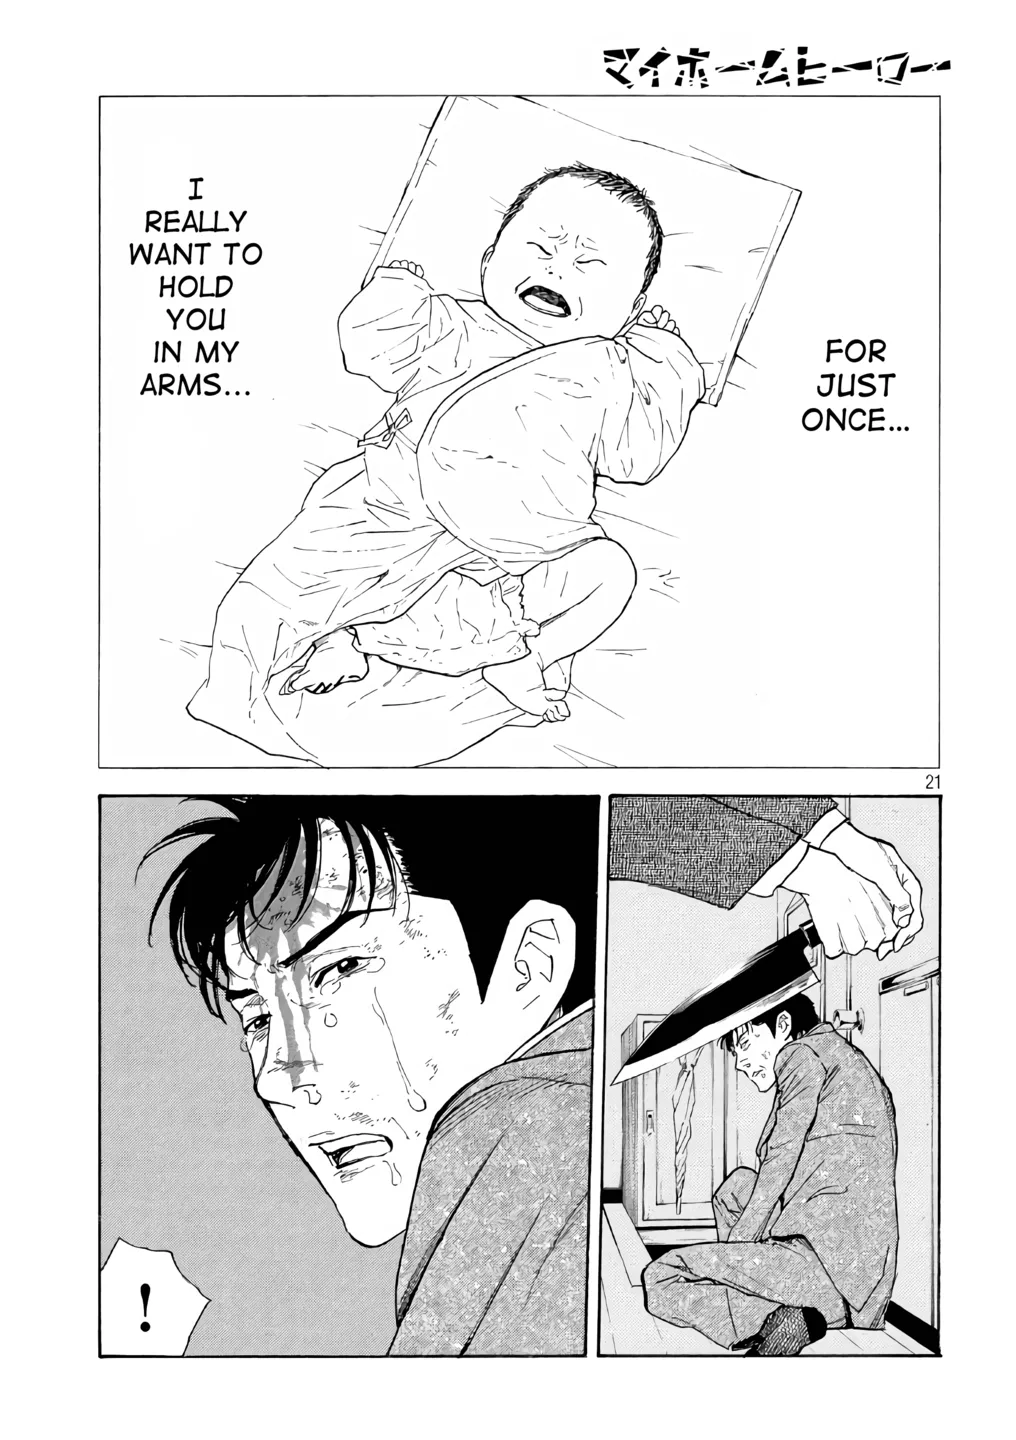 マイホームヒーロー
FOR
JUST
ONCE...
I
REALLY
WANT TO
HOLD
YOU
IN MY
ARMS...
21
!